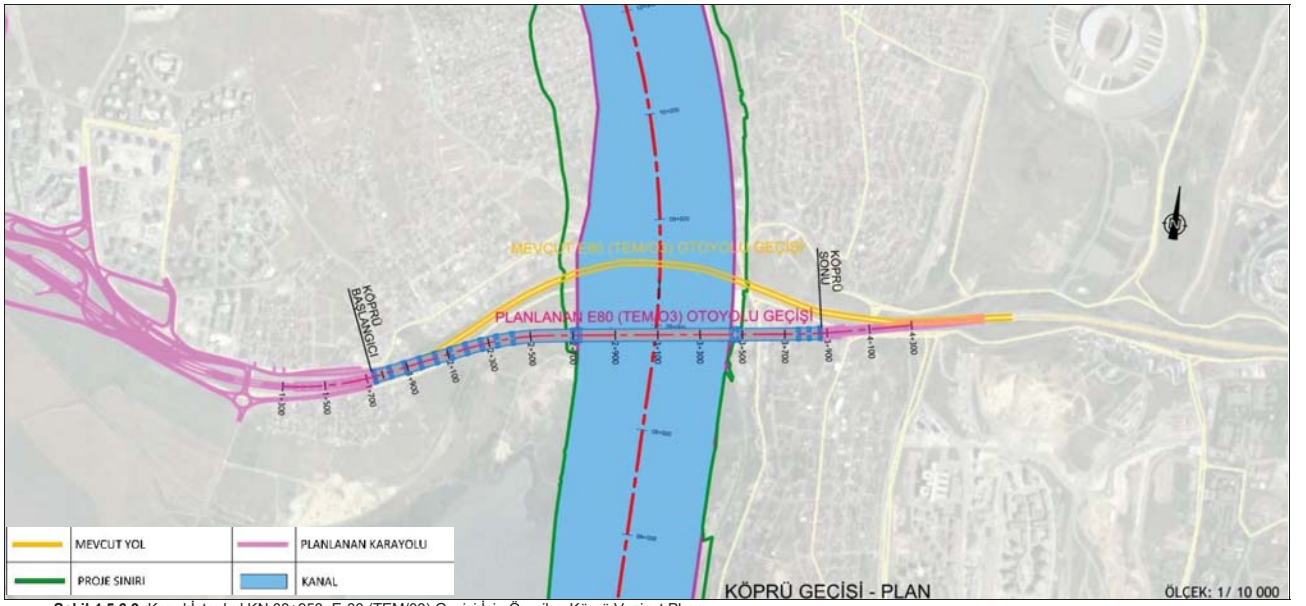 MEVCUT E80 (TEM/O3) OTOYOLU GEÇİŞİ
KÖPRÜ
SONU
KÖPRÜ
BAŞLANGICI
PLANLANAN E80 (TEM/O3) OTOYOLU GEÇİŞİ
1+300
1+500
1+700
1+900
2+100
2+300
2+500
2+900
3+300
3+500
3+700
3+900
4+100
4+300
N
MEVCUT YOL
PLANLANAN KARAYOLU
PROJE SINIRI
KANAL
KÖPRÜ GEÇİŞİ - PLAN
ÖLÇEK: 1/ 10 000